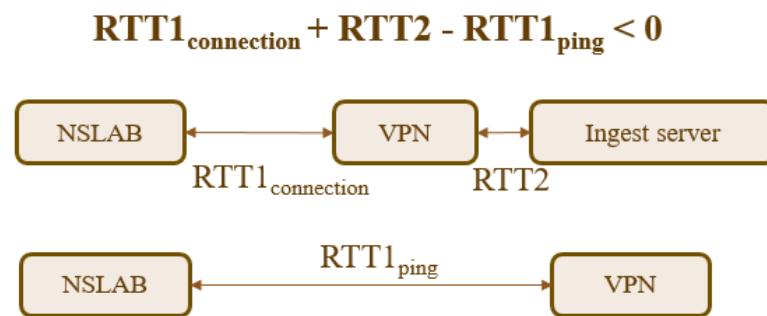 RTT1connection + RTT2 - RTT1ping < 0
NSLAB VPN Ingest server
RTT1connection RTT2
RTT1ping
NSLAB VPN